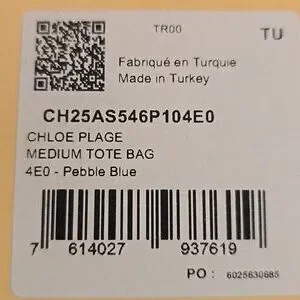 TR00
TU
Fabriqué en Turquie
Made in Turkey
CH25AS546P104E0
CHLOE PLAGE
MEDIUM TOTE BAG
4E0 - Pebble Blue
7 614027 937619
PO : 6025630685